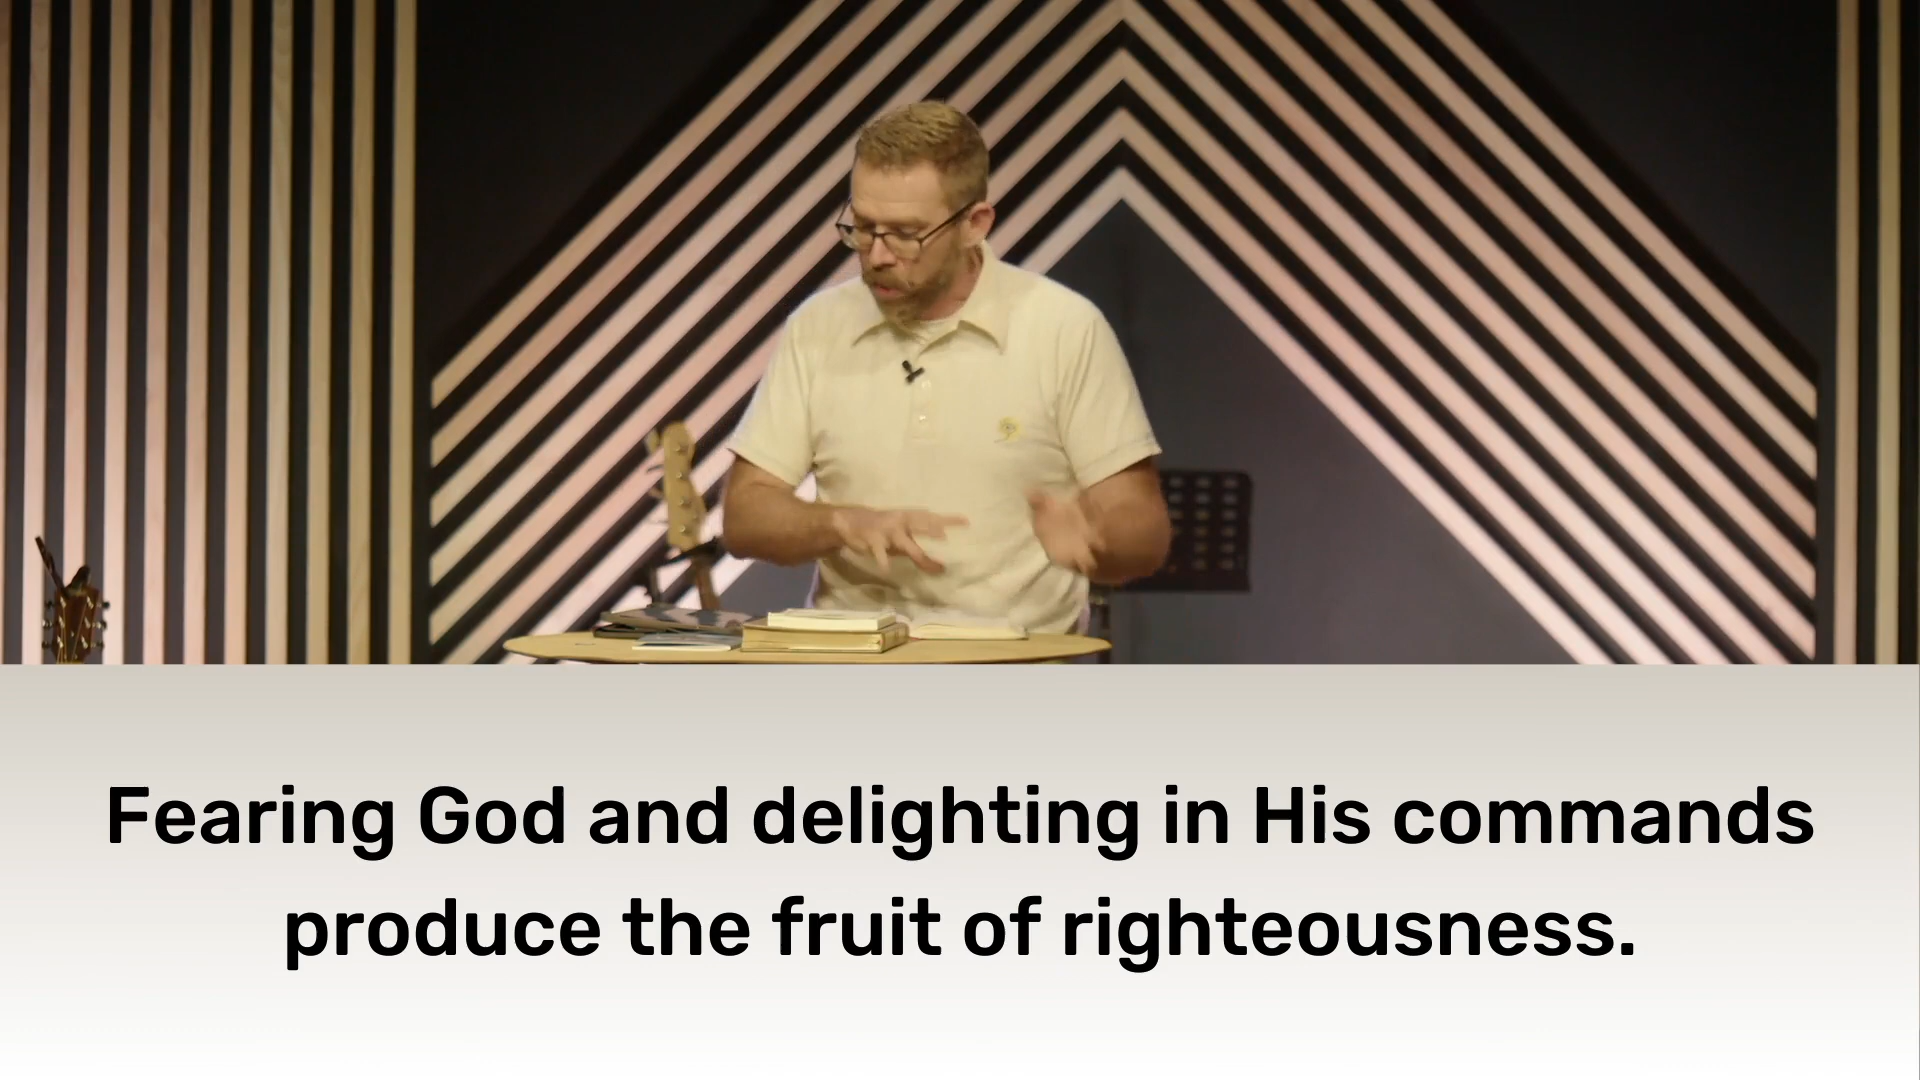 Fearing God and delighting in His commands
produce the fruit of righteousness.